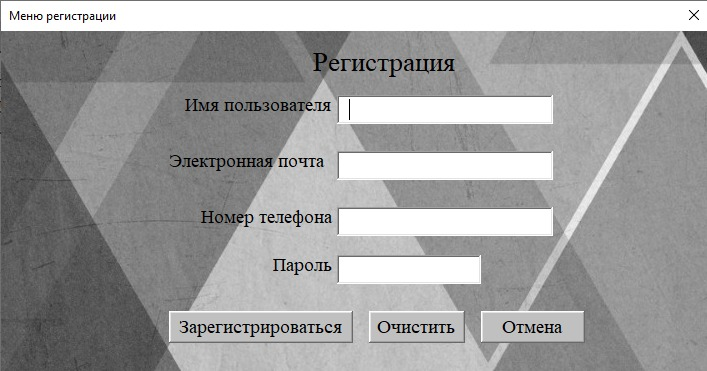 Меню регистрации
Регистрация
Имя пользователя
Электронная почта
Номер телефона
Пароль
Зарегистрироваться Очистить Отмена